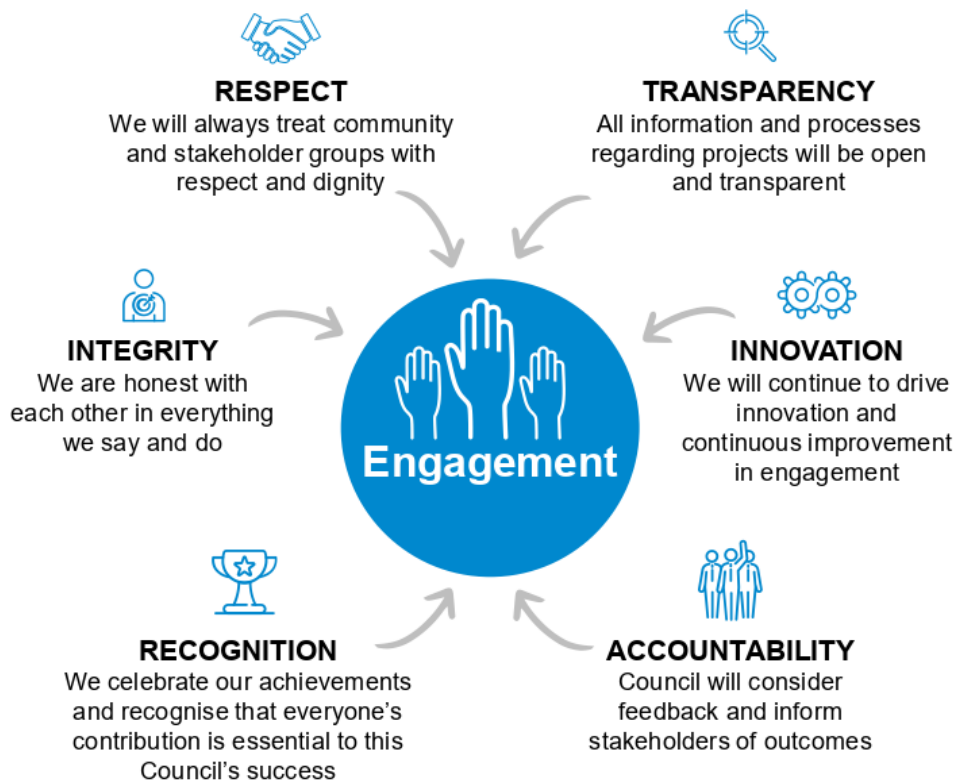 RESPECT
We will always treat community
and stakeholder groups with
respect and dignity
TRANSPARENCY
All information and processes
regarding projects will be open
and transparent
INTEGRITY
We are honest with
each other in everything
we say and do
Engagement
INNOVATION
We will continue to drive
innovation and
continuous improvement
in engagement
RECOGNITION
We celebrate our achievements
and recognise that everyone’s
contribution is essential to this
Council’s success
ACCOUNTABILITY
Council will consider
feedback and inform
stakeholders of outcomes